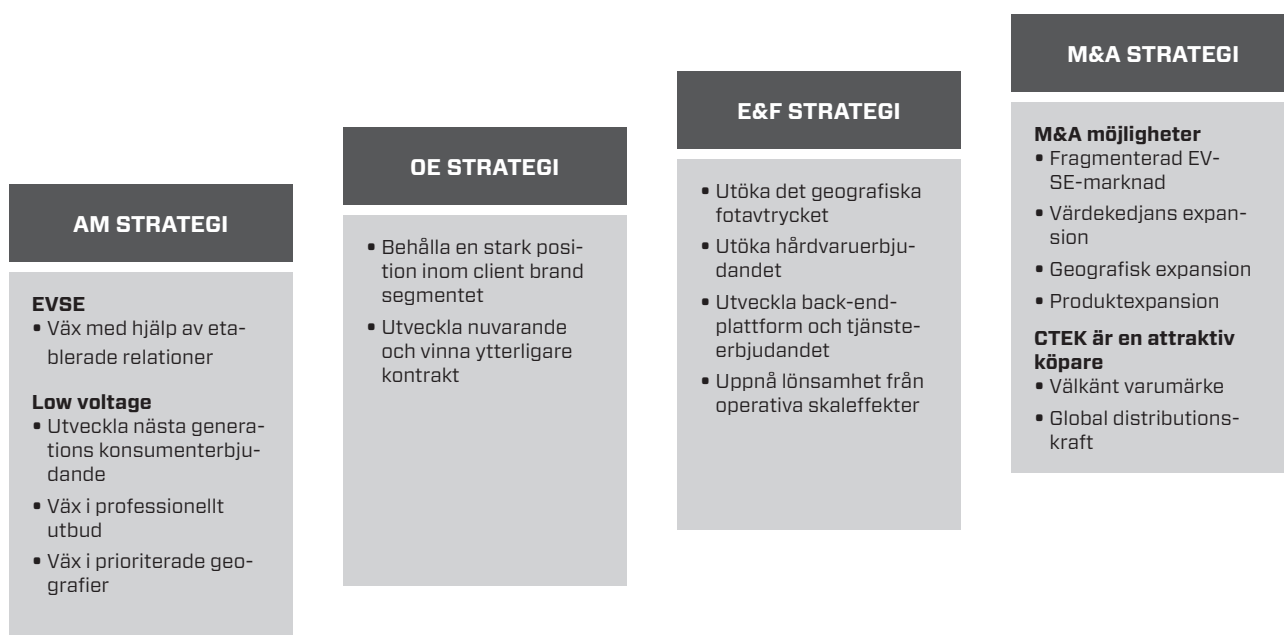 AM STRATEGI
EVSE
• Väx med hjälp av eta-
blerade relationer
Low voltage
• Utveckla nästa genera-
tions konsumenterbju-
dande
• Väx i professionellt
utbud
• Väx i prioriterade geo-
grafier
OE STRATEGI
• Behålla en stark posi-
tion inom client brand
segmentet
• Utveckla nuvarande
och vinna ytterligare
kontrakt
E&F STRATEGI
• Utöka det geografiska
fotavtrycket
• Utöka hårdvaruerbju-
dandet
• Utveckla back-end-
plattform och tjänste-
erbjudandet
• Uppnå lönsamhet från
operativa skaleffekter
M&A STRATEGI
M&A möjligheter
• Fragmenterad EV-
SE-marknad
• Värdekedjans expan-
sion
• Geografisk expansion
• Produktexpansion
CTEK är en attraktiv
köpare
• Välkänt varumärke
• Global distributions-
kraft